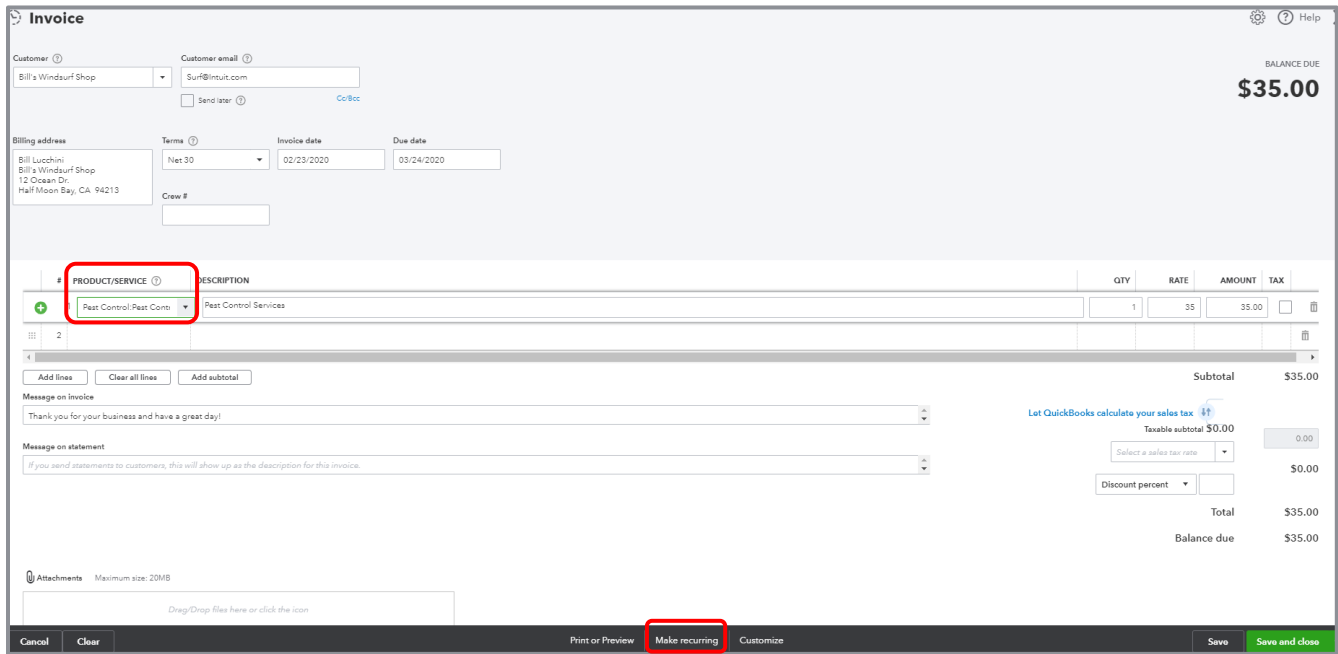 Invoice
Help
Customer
Customer email
Bill's Windsurf Shop
Surf@Intuit.com
Send later
Cc/Bcc
BALANCE DUE
$35.00
Billing address
Terms
Invoice date
Due date
Bill Lucchini
Bill's Windsurf Shop
12 Ocean Dr.
Half Moon Bay, CA 94213
Net 30
02/23/2020
03/24/2020
Crew #
# PRODUCT/SERVICE DESCRIPTION QTY RATE AMOUNT TAX
1 Pest Control:Pest Cont Pest Control Services 1 35 35.00
2
Add lines Clear all lines Add subtotal
Subtotal $35.00
Message on invoice
Thank you for your business and have a great day!
Let QuickBooks calculate your sales tax
Taxable subtotal $0.00
0.00
Message on statement
If you send statements to customers, this will show up as the description for this invoice.
Select a sales tax rate
$0.00
Discount percent
Total $35.00
Balance due $35.00
Attachments Maximum size: 20MB
Drag/Drop files here or click the icon
Cancel Clear Print or Preview Make recurring Customize Save Save and close